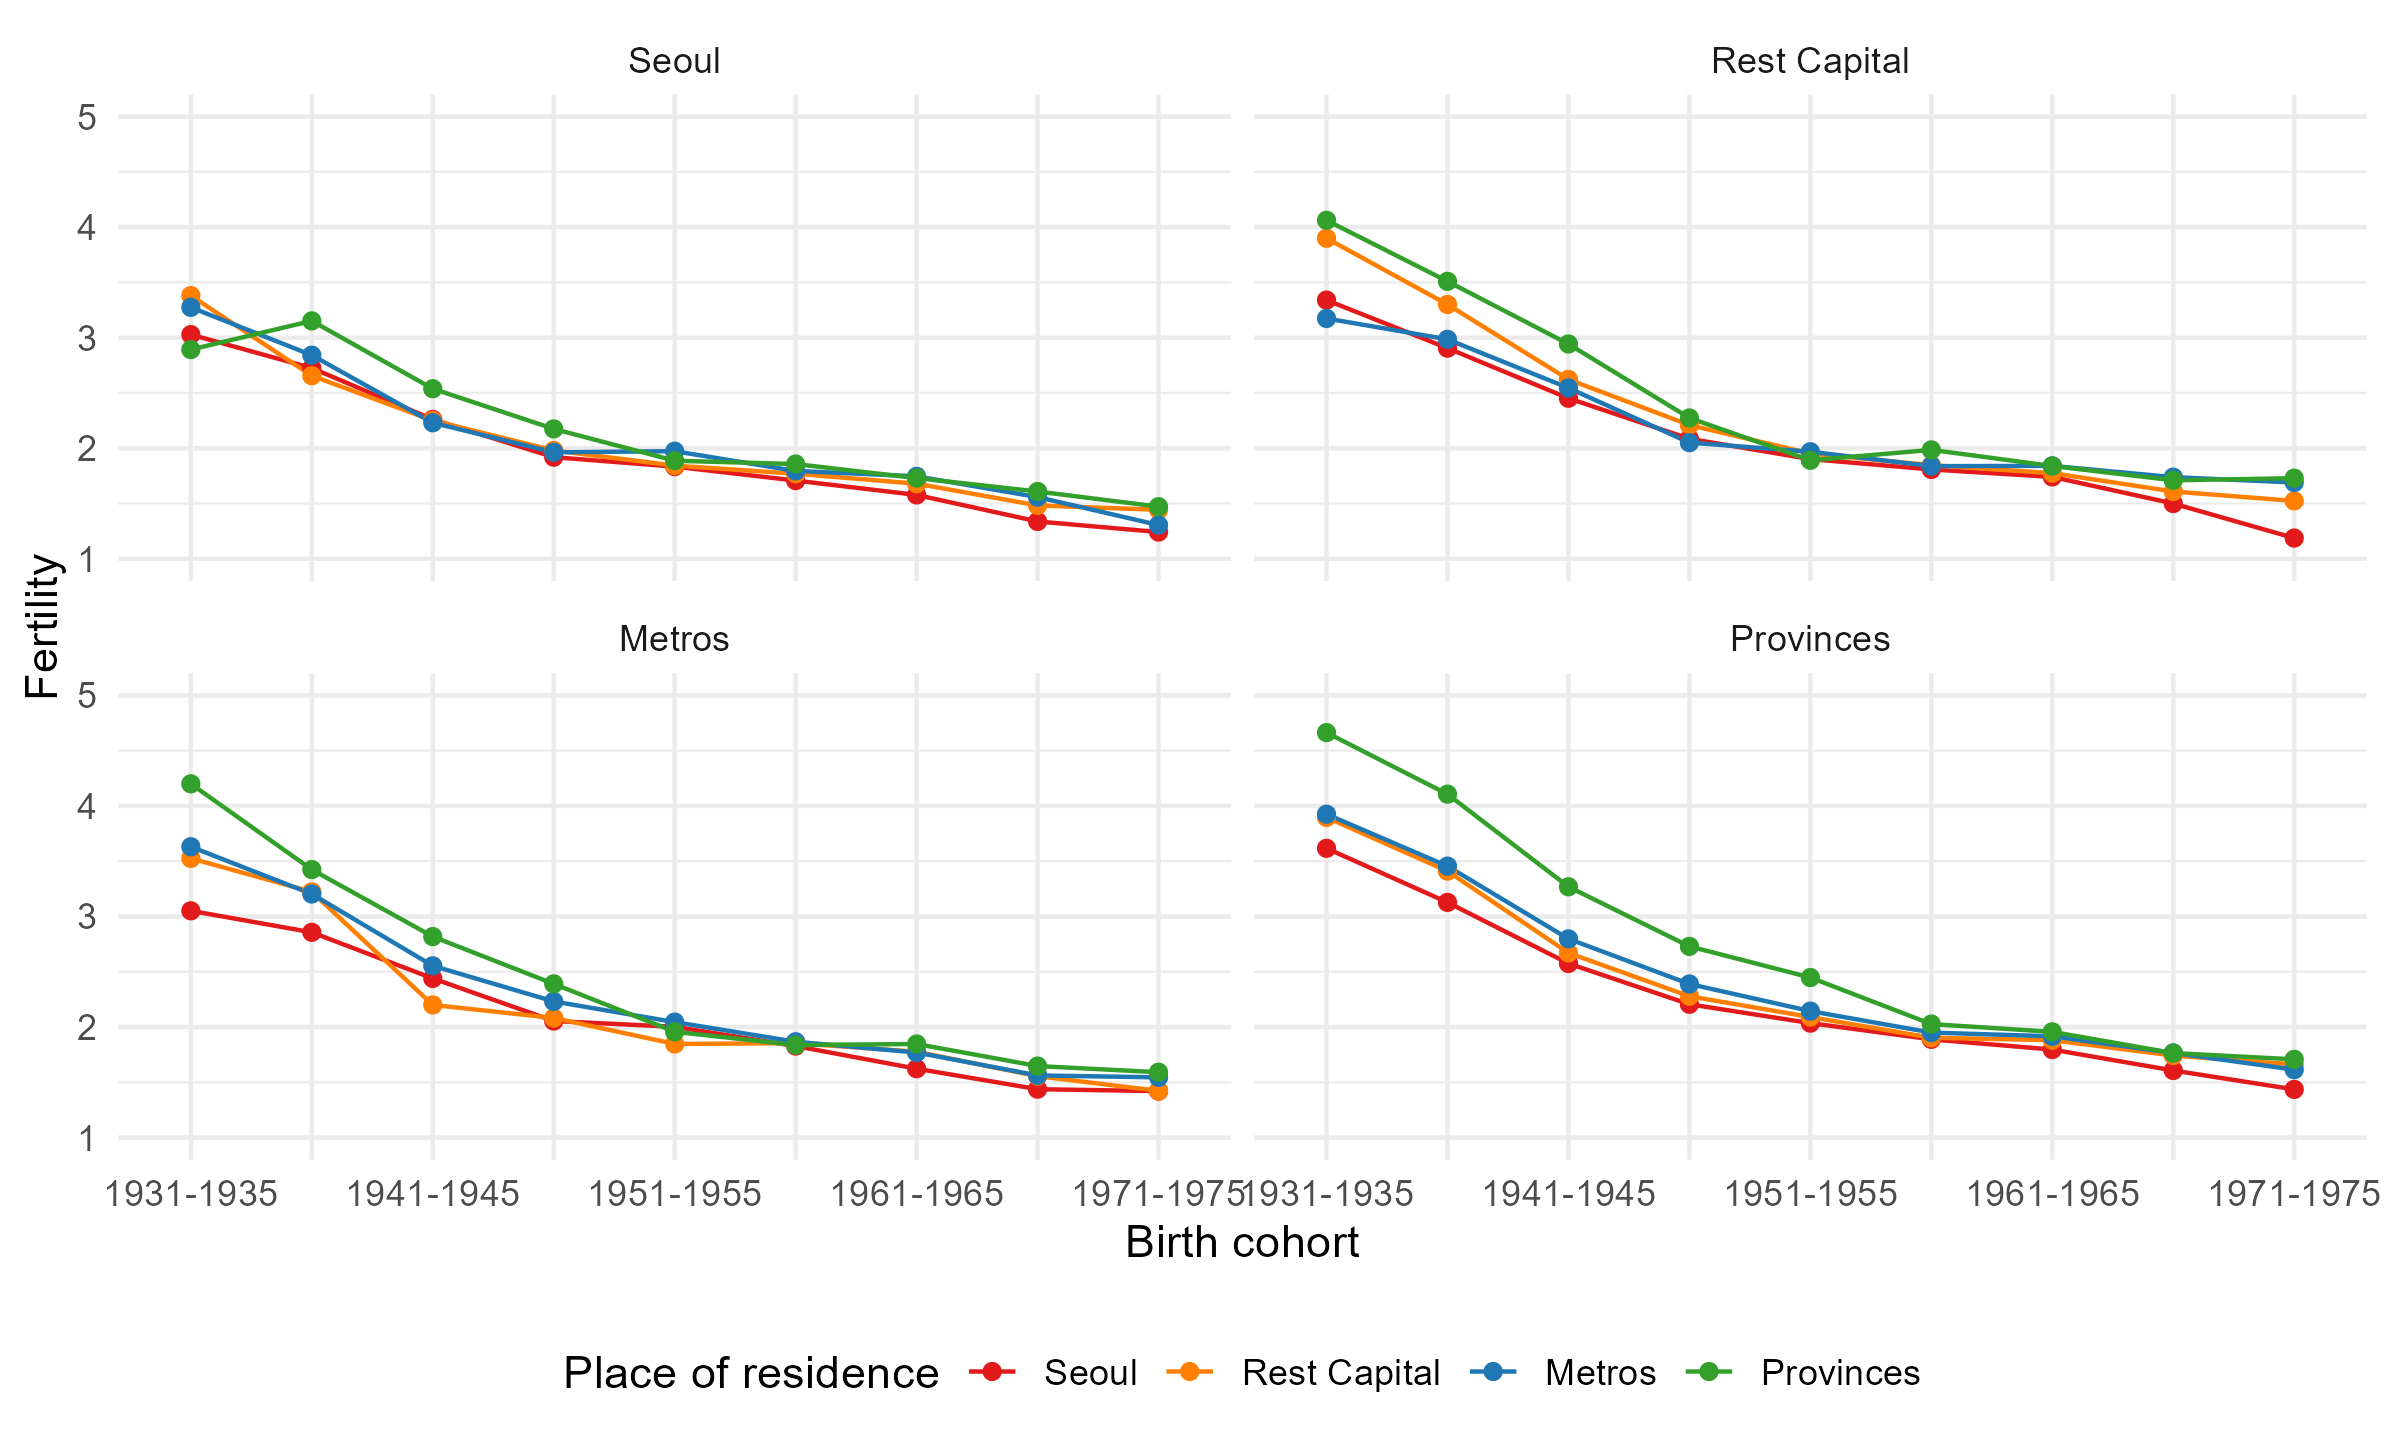 Seoul
Rest Capital
5
4
3
2
1
Fertility
Metros
Provinces
5
4
3
2
1
1931-1935 1941-1945 1951-1955 1961-1965 1971-1975 1931-1935 1941-1945 1951-1955 1961-1965 1971-1975
Birth cohort
Place of residence Seoul Rest Capital Metros Provinces